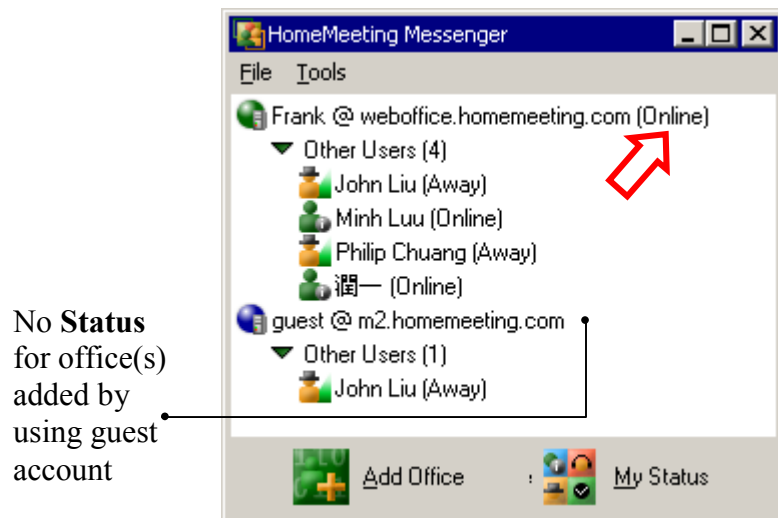 HomeMeeting Messenger
File Tools
Frank @ weboffice.homemeeting.com (Online)
Other Users (4)
John Liu (Away)
Minh Luu (Online)
Philip Chuang (Away)
潤一 (Online)
guest @ m2.homemeeting.com
Other Users (1)
John Liu (Away)
Add Office
My Status
No Status
for office(s)
added by
using guest
account